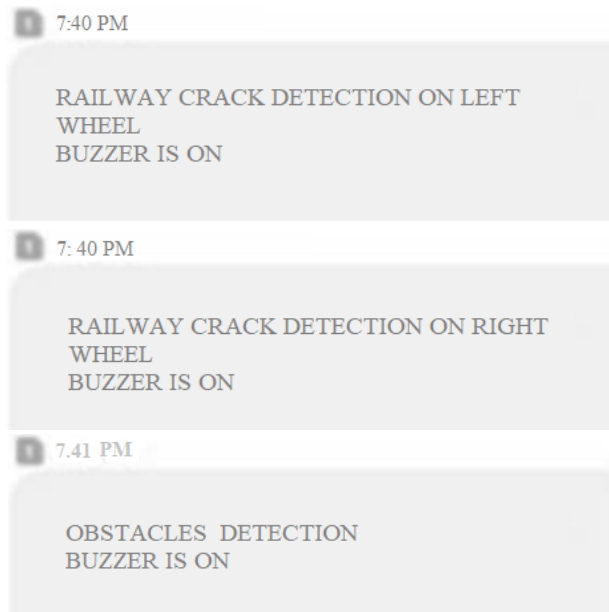 7:40 PM
RAILWAY CRACK DETECTION ON LEFT
WHEEL
BUZZER IS ON
7: 40 PM
RAILWAY CRACK DETECTION ON RIGHT
WHEEL
BUZZER IS ON
7.41 PM
OBSTACLES DETECTION
BUZZER IS ON